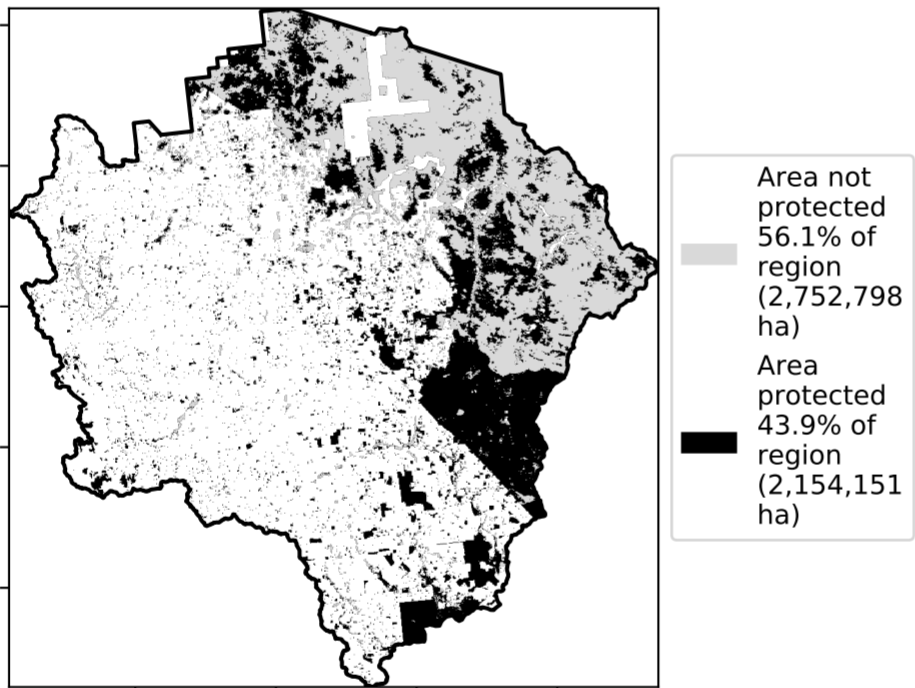 Area not
protected
56.1% of
region
(2,752,798
ha)
Area
protected
43.9% of
region
(2,154,151
ha)